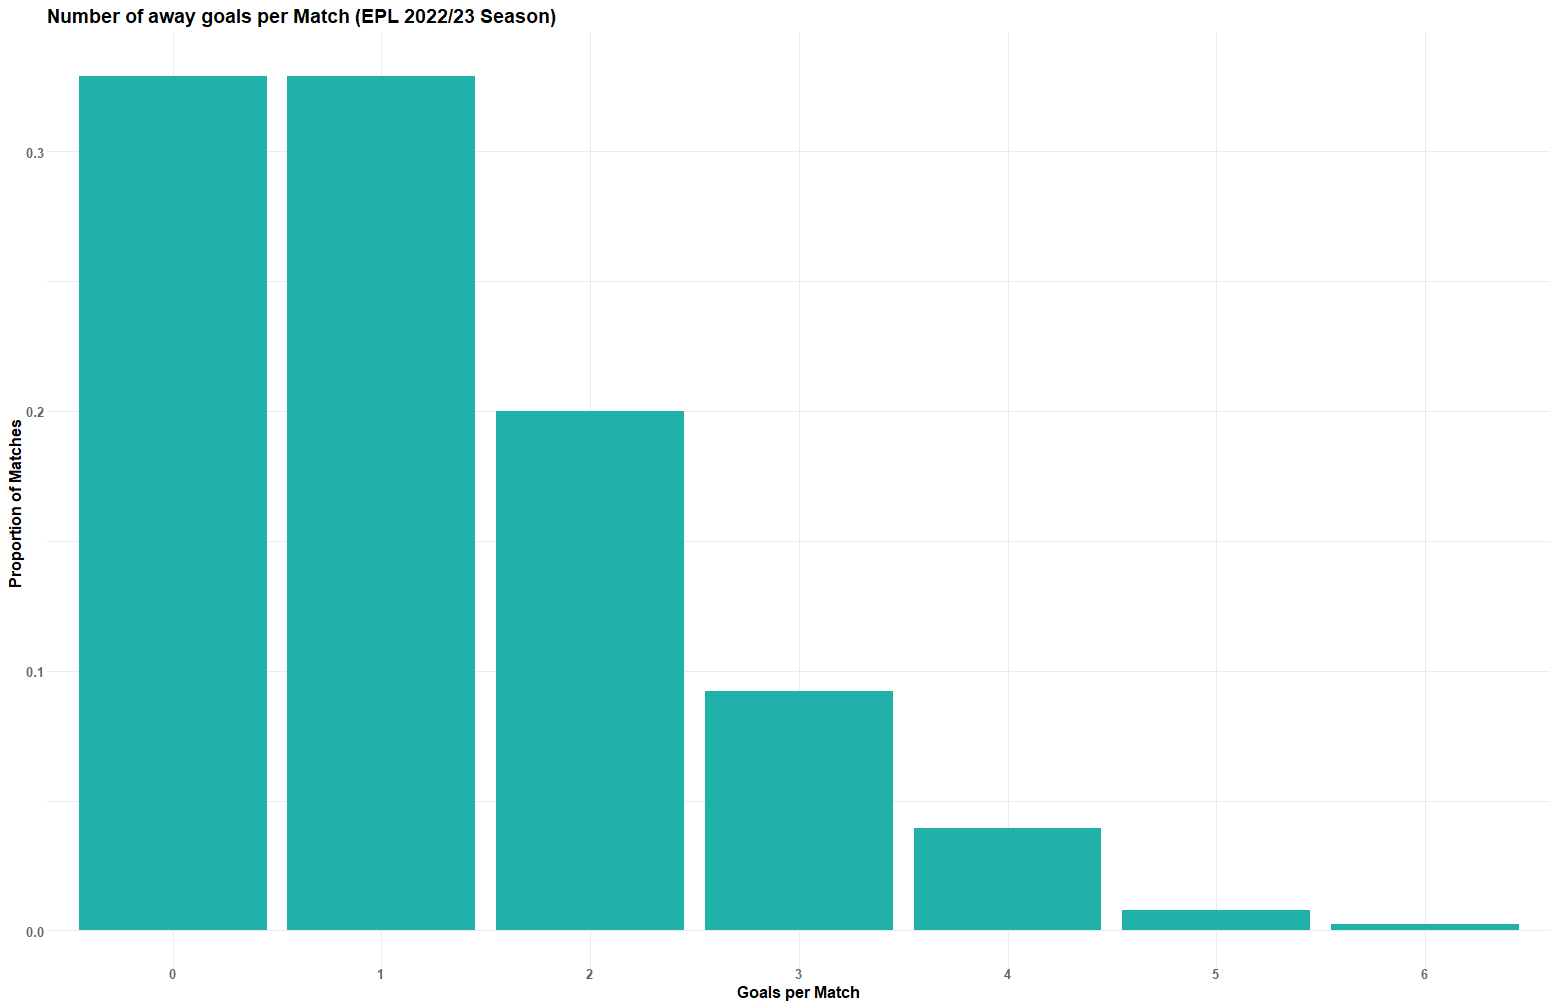 Number of away goals per Match (EPL 2022/23 Season)
Proportion of Matches
0.3
0.2
0.1
0.0
0 1 2 3 4 5 6
Goals per Match